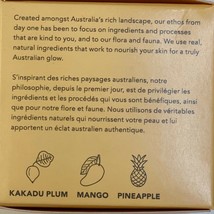 Created amongst Australia's rich landscape, our ethos from
day one has been to focus on ingredients and processes
that are kind to you, and to our flora and fauna. We use real,
natural ingredients that work to nourish your skin for a truly
Australian glow.
S'inspirant des riches paysages australiens, notre
philosophie, depuis le premier jour, est de privilégier les
ingrédients et les procédés qui vous sont bénéfiques, ainsi
que pour notre flore et faune. Nous utilisons de véritables
ingrédients naturels qui nourrissent votre peau et lui
apportent un éclat australien authentique.
KAKADU PLUM MANGO PINEAPPLE